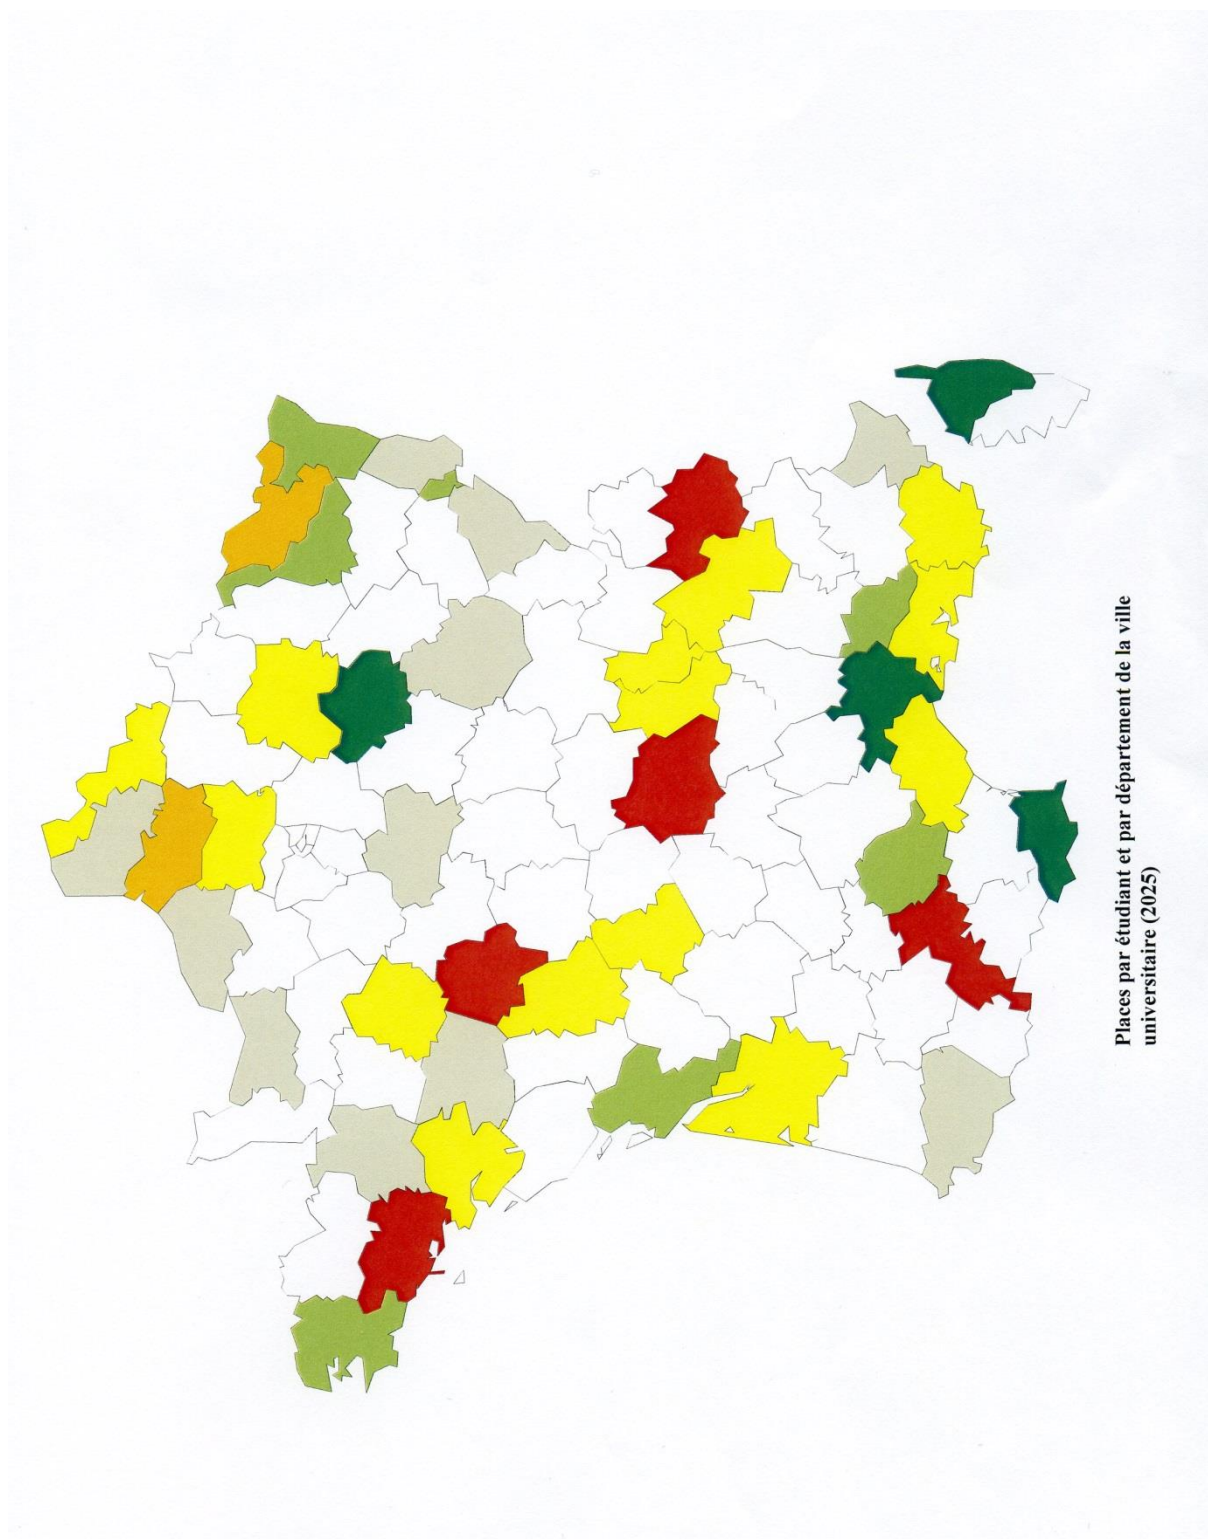 Places par étudiant et par département de la ville
universitaire (2025)